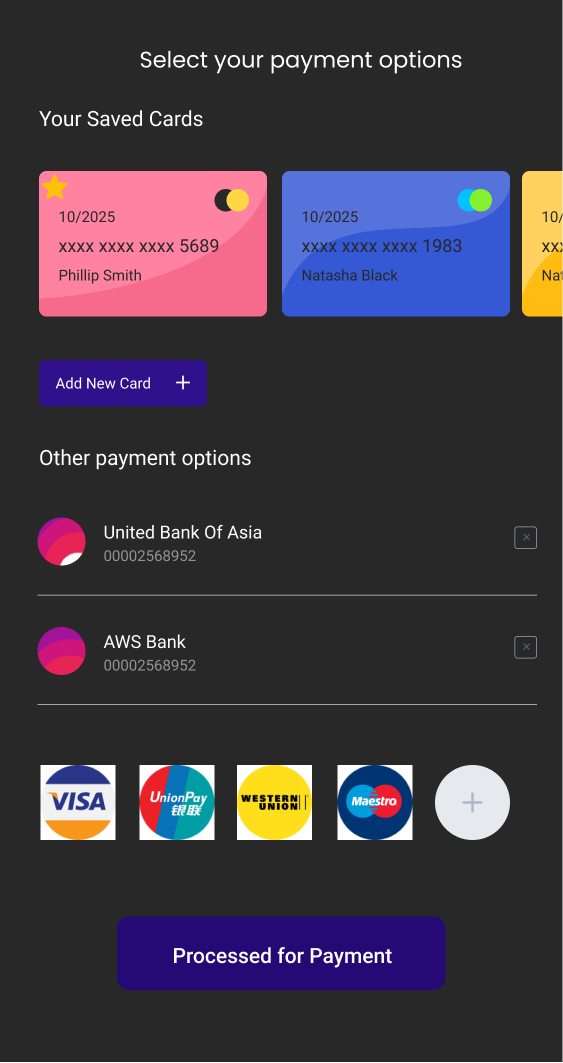 Select your payment options
Your Saved Cards
10/2025
xxxx xxxx xxxx 5689
Phillip Smith
10/2025
xxxx xxxx xxxx 1983
Natasha Black
10/
xx
Nat
Add New Card +
Other payment options
United Bank Of Asia
00002568952
AWS Bank
00002568952
VISA
UnionPay
银联
WESTERN
UNION
Maestro
Processed for Payment